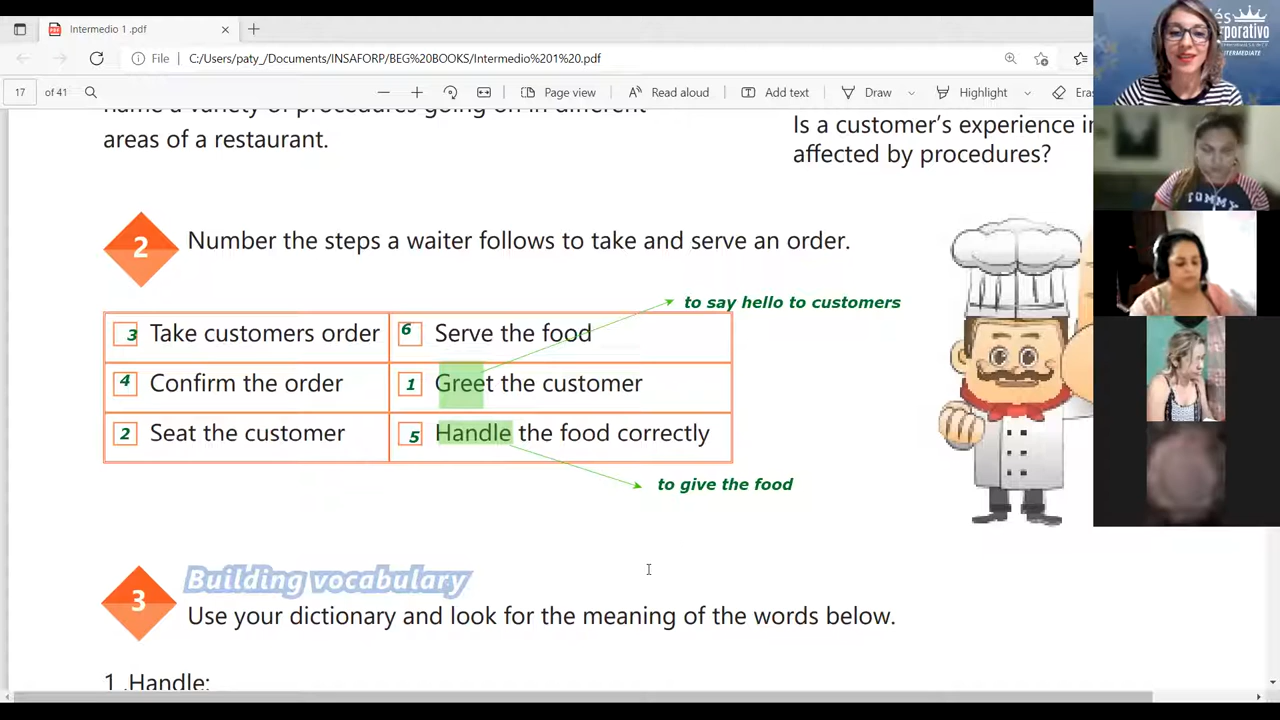 Intermedio 1 .pdf
File C:/Users/paty_/Documents/INSAFORP/BEG%20BOOKS/Intermedio%01%20.pdf
17 of 41 Page view Read aloud Add text Draw Highlight
INTERMEDIATE
areas of a restaurant.
Is a customer's experience
affected by procedures?
2 Number the steps a waiter follows to take and serve an order.
to say hello to customers
3 Take customers order 6 Serve the food
4 Confirm the order 1 Greet the customer
2 Seat the customer 5 Handle the food correctly
to give the food
TOMMY
Building vocabulary
3 Use your dictionary and look for the meaning of the words below.
1 .Handle: